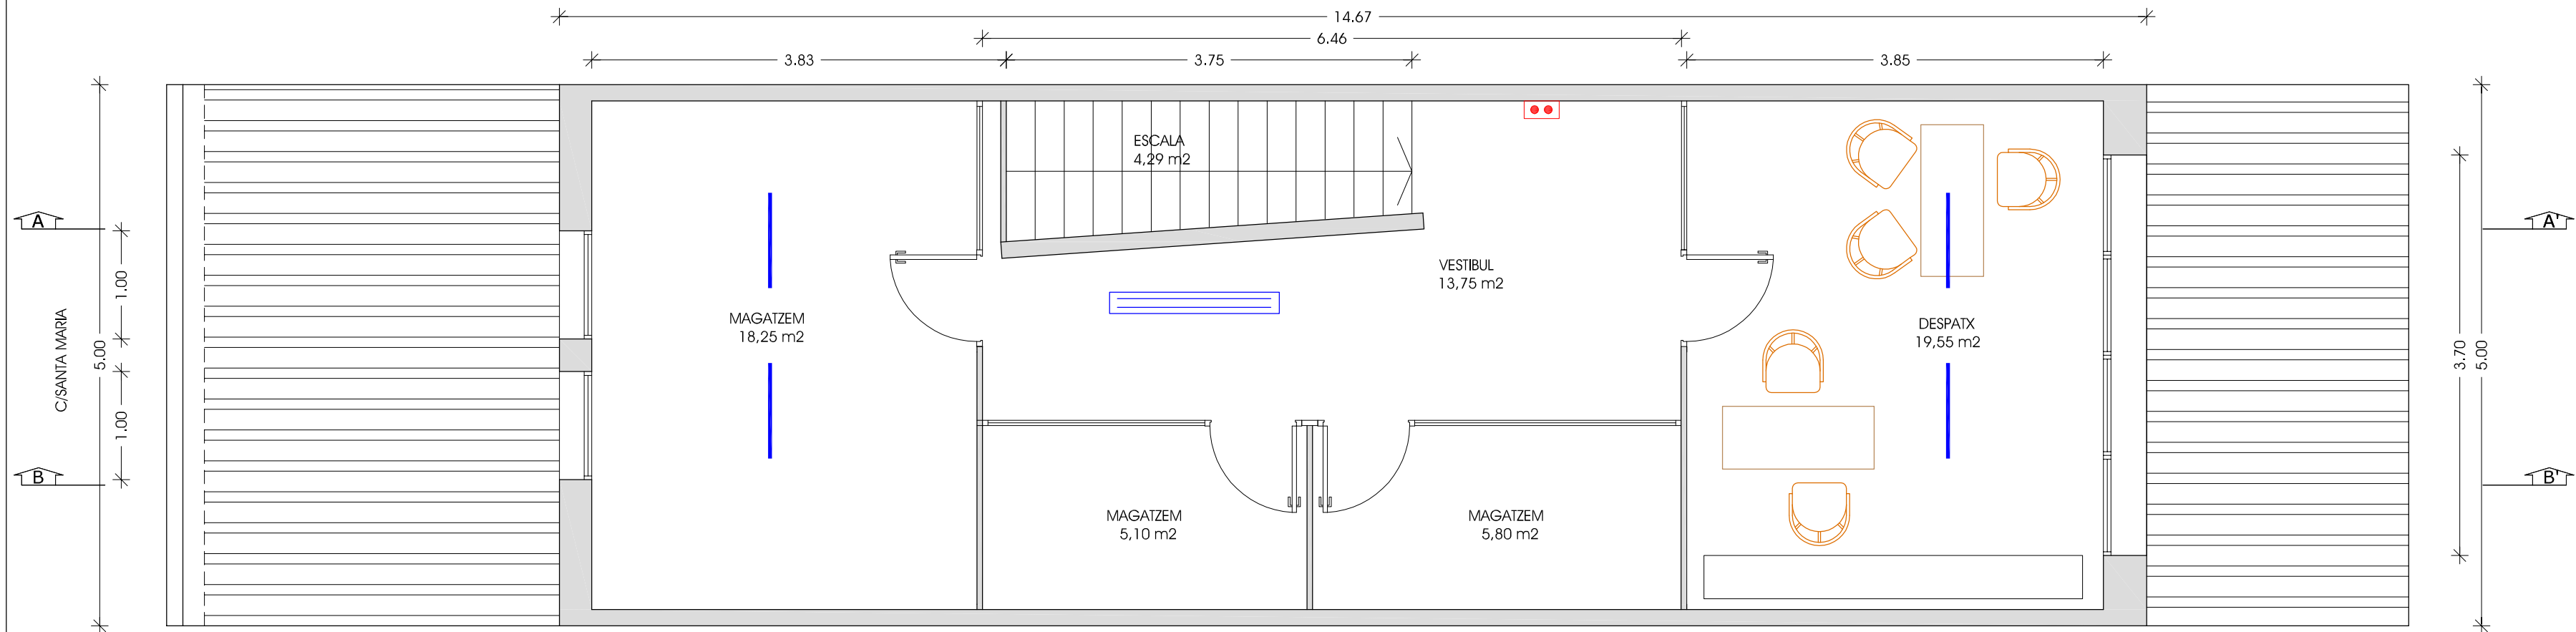 14.67
6.46
3.83
3.75
3.85
ESCALA
4,29 m2
A
A'
1.00
C/SANTA MARIA
5.00
VESTIBUL
13,75 m2
MAGATZEM
18,25 m2
DESPATX
19,55 m2
3.70
5.00
1.00
B
B'
MAGATZEM
5,10 m2
MAGATZEM
5,80 m2